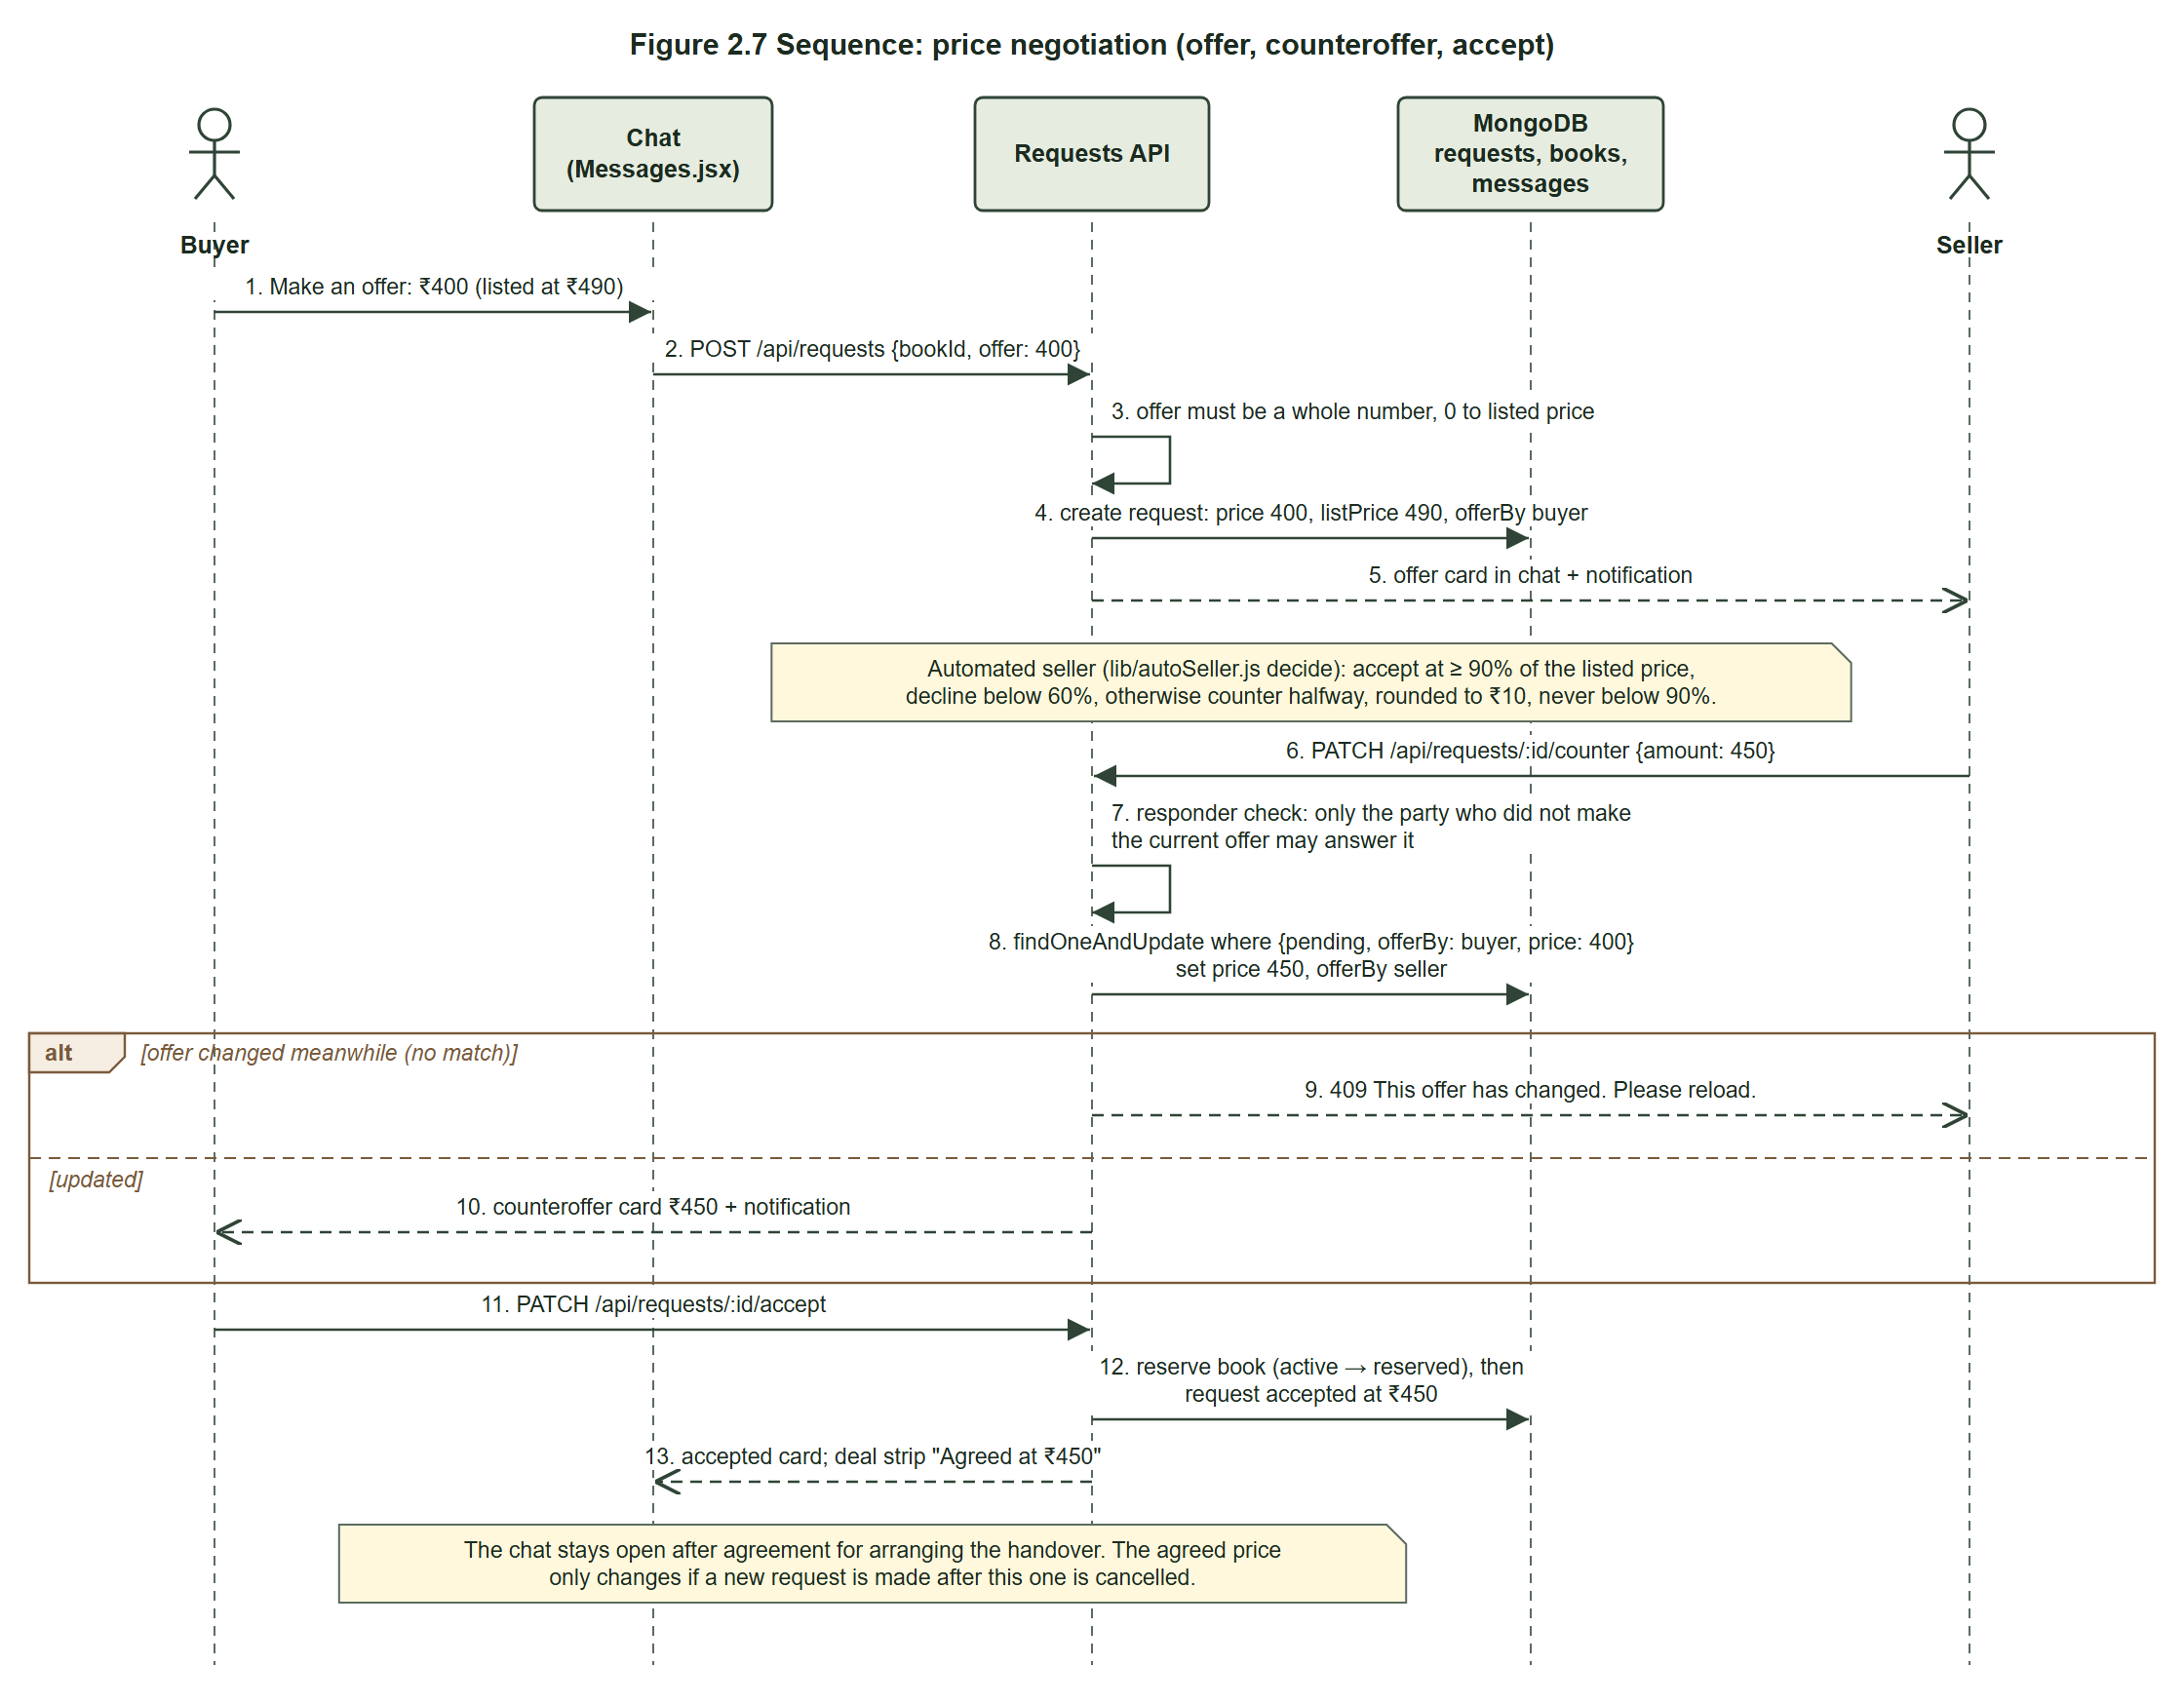 Figure 2.7 Sequence: price negotiation (offer, counteroffer, accept)
Chat
(Messages.jsx)
Requests API
MongoDB
requests, books,
messages
Buyer
Seller
1. Make an offer: ₹400 (listed at ₹490)
2. POST /api/requests {bookId, offer: 400}
3. offer must be a whole number, 0 to listed price
4. create request: price 400, listPrice 490, offerBy buyer
5. offer card in chat + notification
Automated seller (lib/autoSeller.js decide): accept at ≥ 90% of the listed price,
decline below 60%, otherwise counter halfway, rounded to ₹10, never below 90%.
6. PATCH /api/requests/:id/counter {amount: 450}
7. responder check: only the party who did not make
the current offer may answer it
8. findOneAndUpdate where {pending, offerBy: buyer, price: 400}
set price 450, offerBy seller
alt [offer changed meanwhile (no match)]
9. 409 This offer has changed. Please reload.
[updated]
10. counteroffer card ₹450 + notification
11. PATCH /api/requests/:id/accept
12. reserve book (active → reserved), then
request accepted at ₹450
13. accepted card; deal strip "Agreed at ₹450"
The chat stays open after agreement for arranging the handover. The agreed price
only changes if a new request is made after this one is cancelled.